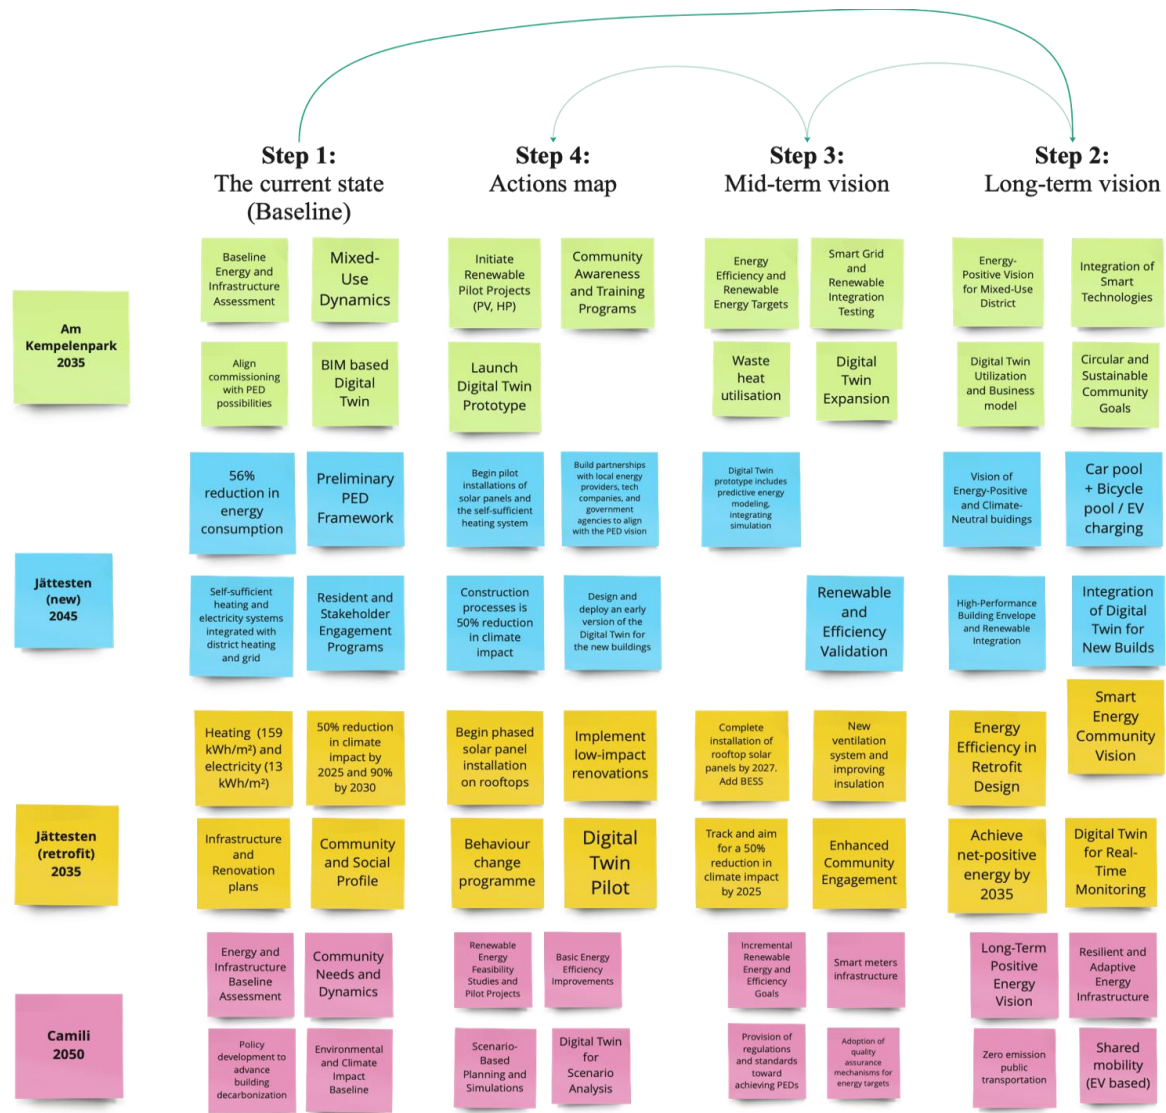 Step 1:
The current state
(Baseline)
Step 4:
Actions map
Step 3:
Mid-term vision
Step 2:
Long-term vision
Am
Kempelenpark
2035
Baseline
Energy and
Infrastructure
Assessment
Mixed-
Use
Dynamics
Initiate
Renewable
Pilot Projects
(PV, HP)
Community
Awareness
and Training
Programs
Energy
Efficiency and
Renewable
Energy Targets
Smart Grid
and
Renewable
Integration
Testing
Energy-
Positive Vision
for Mixed-Use
District
Integration of
Smart
Technologies
Align
commissioning
with PED
possibilities
BIM based
Digital
Twin
Launch
Digital Twin
Prototype
Waste
heat
utilisation
Digital
Twin
Expansion
Digital Twin
Utilization
and Business
model
Circular and
Sustainable
Community
Goals
Jättesten
(new)
2045
56%
reduction in
energy
consumption
Preliminary
PED
Framework
Begin pilot
installations of
solar panels and
the self-sufficient
heating system
Build partnerships
with local energy
providers, tech
companies, and
government
agencies to align
with the PED vision
Digital Twin
prototype includes
predictive energy
modeling,
integrating
simulation
Vision of
Energy-Positive
and Climate-
Neutral buidings
Car pool
+ Bicycle
pool / EV
charging
Self-sufficient
heating and
electricity systems
integrated with
district heating
and grid
Resident and
Stakeholder
Engagement
Programs
Construction
processes is
50% reduction
in climate
impact
Design and
deploy an early
version of the
Digital Twin for
the new buildings
Renewable
and
Efficiency
Validation
High-Performance
Building Envelope
and Renewable
Integration
Integration
of Digital
Twin for
New Builds
Jättesten
(retrofit)
2035
Heating (159
kWh/m²) and
electricity (13
kWh/m²)
50% reduction
in climate
impact by
2025 and 90%
by 2030
Begin phased
solar panel
installation
on rooftops
Implement
low-impact
renovations
Complete
installation of
rooftop solar
panels by 2027.
Add BESS
New
ventilation
system and
improving
insulation
Energy
Efficiency in
Retrofit
Design
Smart
Energy
Community
Vision
Infrastructure
and
Renovation
plans
Community
and Social
Profile
Behaviour
change
programme
Digital
Twin
Pilot
Track and aim
for a 50%
reduction in
climate impact
by 2025
Enhanced
Community
Engagement
Achieve
net-positive
energy by
2035
Digital Twin
for Real-
Time
Monitoring
Camili
2050
Energy and
Infrastructure
Baseline
Assessment
Community
Needs and
Dynamics
Renewable
Energy
Feasibility
Studies and
Pilot Projects
Basic Energy
Efficiency
Improvements
Incremental
Renewable
Energy and
Efficiency
Goals
Smart meters
infrastructure
Long-Term
Positive
Energy
Vision
Resilient and
Adaptive
Energy
Infrastructure
Policy
development to
advance
building
decarbonization
Environmental
and Climate
Impact
Baseline
Scenario-
Based
Planning and
Simulations
Digital Twin
for
Scenario
Analysis
Provision of
regulations
and standards
toward
achieving PEDs
Adoption of
quality
assurance
mechanisms for
energy targets
Zero emission
public
transportation
Shared
mobility
(EV based)